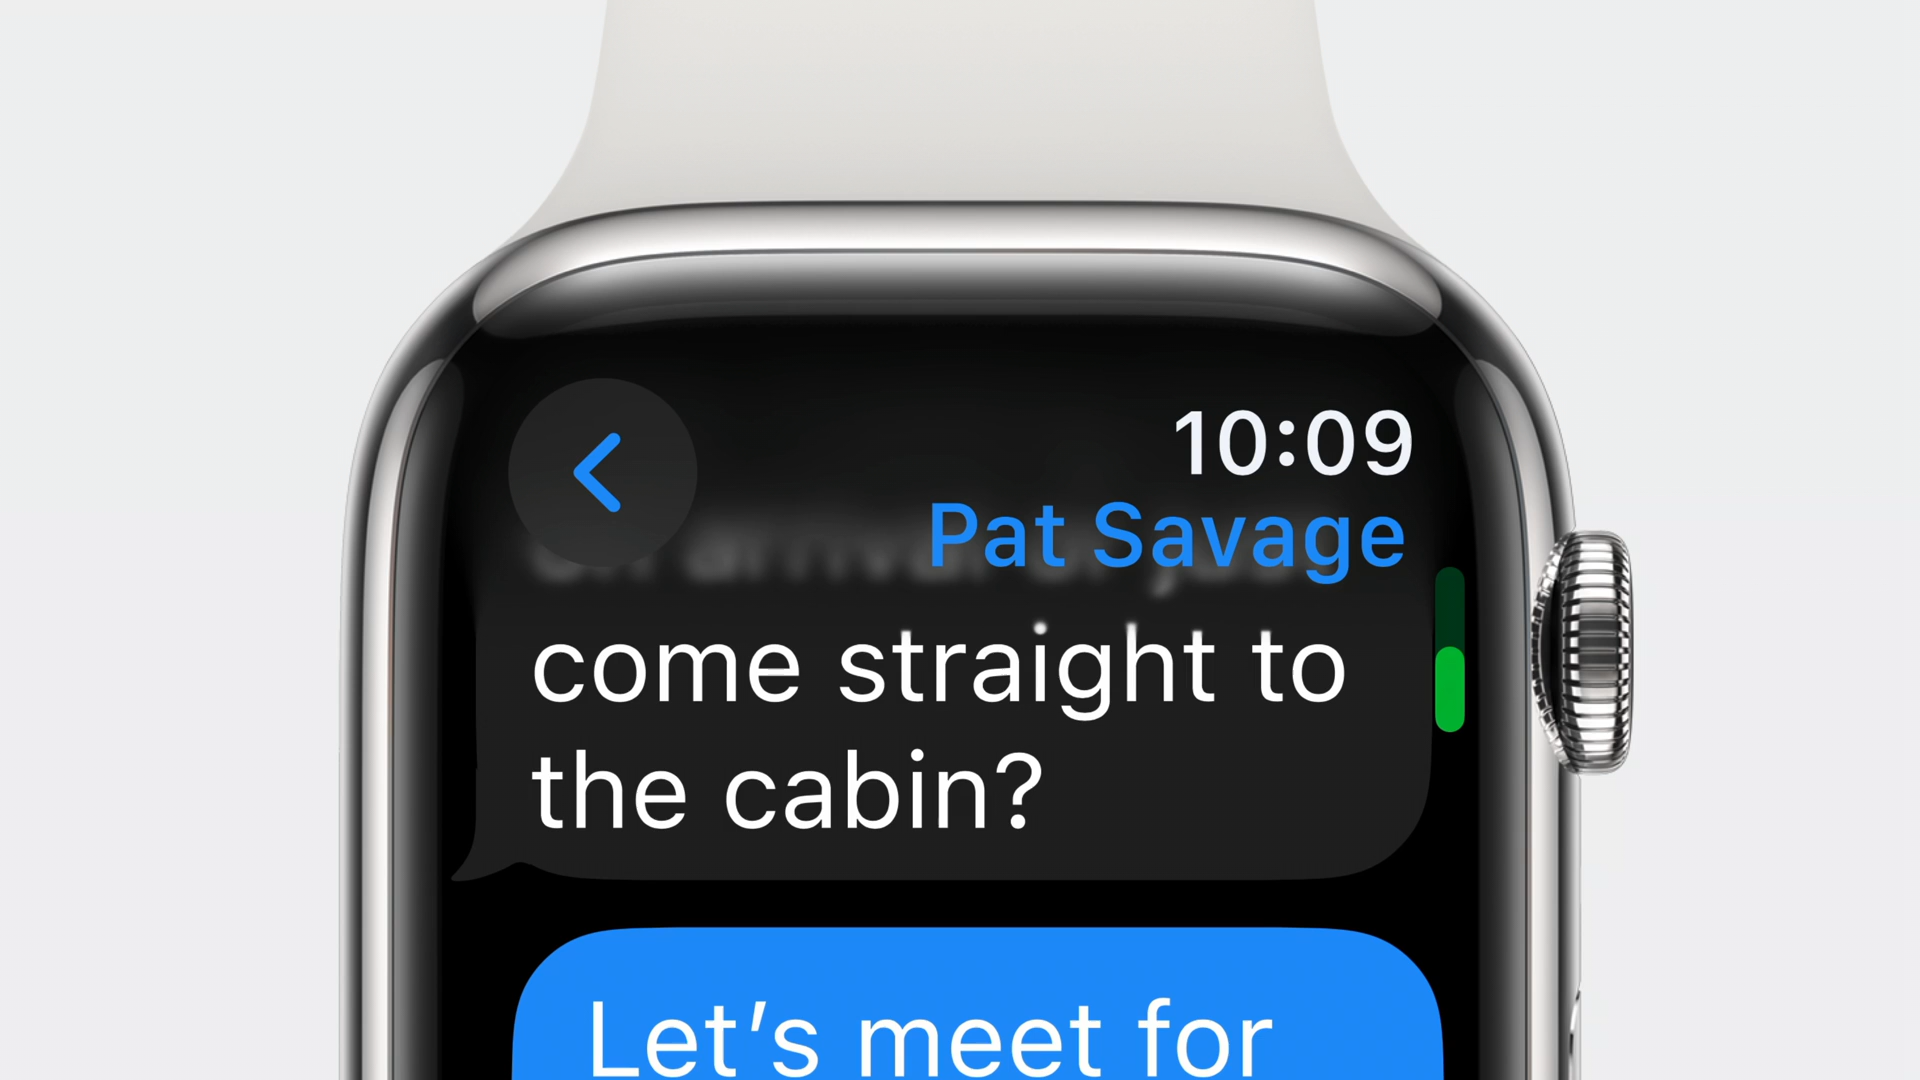 10:09
Pat Savage
come straight to
the cabin?
Let’s meet for